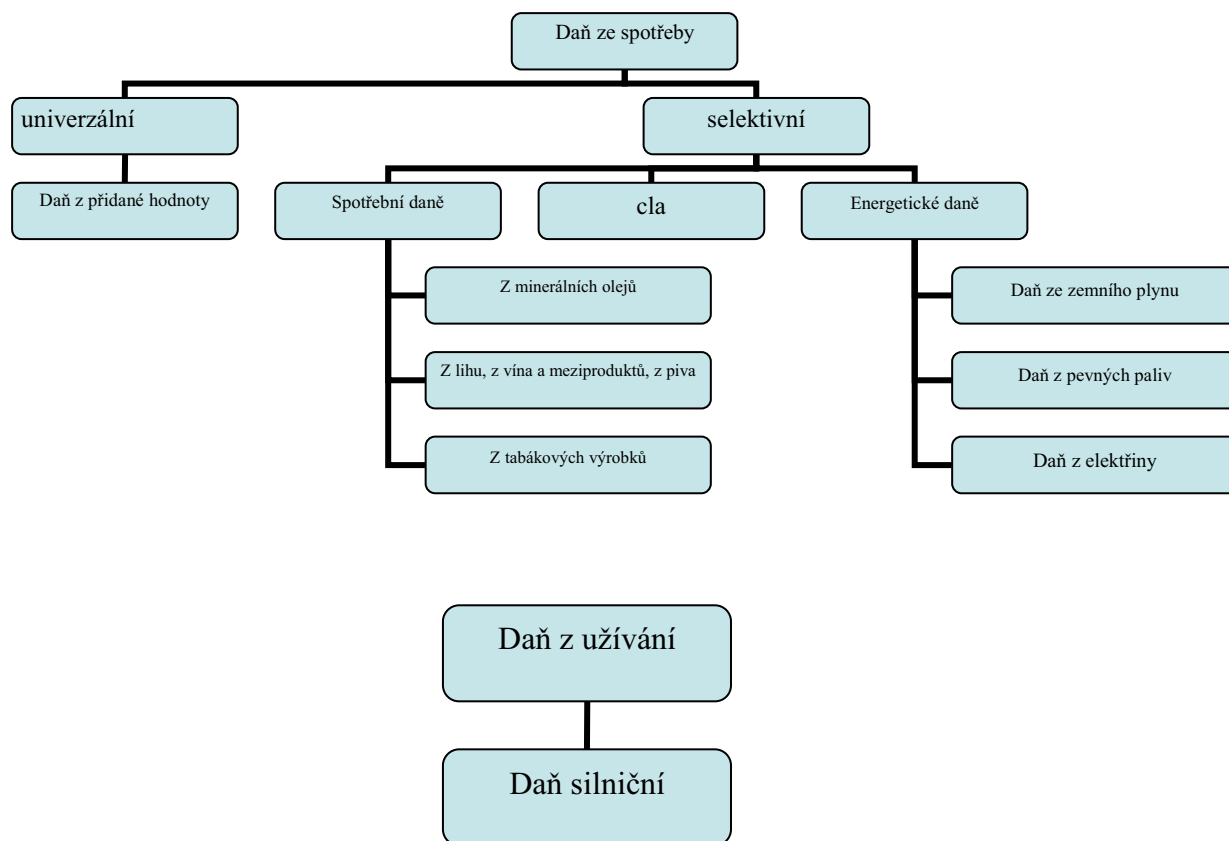 Daň ze spotřeby
univerzální
selektivní
Daň z přidané hodnoty
Spotřební daně
cla
Energetické daně
Z minerálních olejů
Daň ze zemního plynu
Z lihu, z vína a meziproduktů, z piva
Daň z pevných paliv
Z tabákových výrobků
Daň z elektřiny
Daň z užívání
Daň silniční